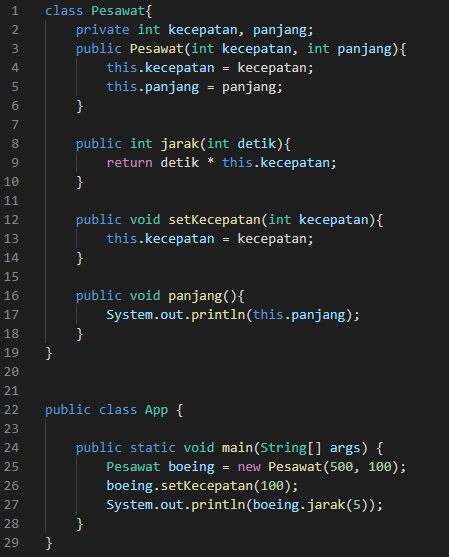 1 class Pesawat{
2     private int kecepatan, panjang;
3     public Pesawat(int kecepatan, int panjang){
4         this.kecepatan = kecepatan;
5         this.panjang = panjang;
6     }
7
8     public int jarak(int detik){
9         return detik * this.kecepatan;
10     }
11
12     public void setKecepatan(int kecepatan){
13         this.kecepatan = kecepatan;
14     }
15
16     public void panjang(){
17         System.out.println(this.panjang);
18     }
19 }
20
21
22 public class App {
23
24     public static void main(String[] args) {
25         Pesawat boeing = new Pesawat(500, 100);
26         boeing.setKecepatan(100);
27         System.out.println(boeing.jarak(5));
28     }
29 }